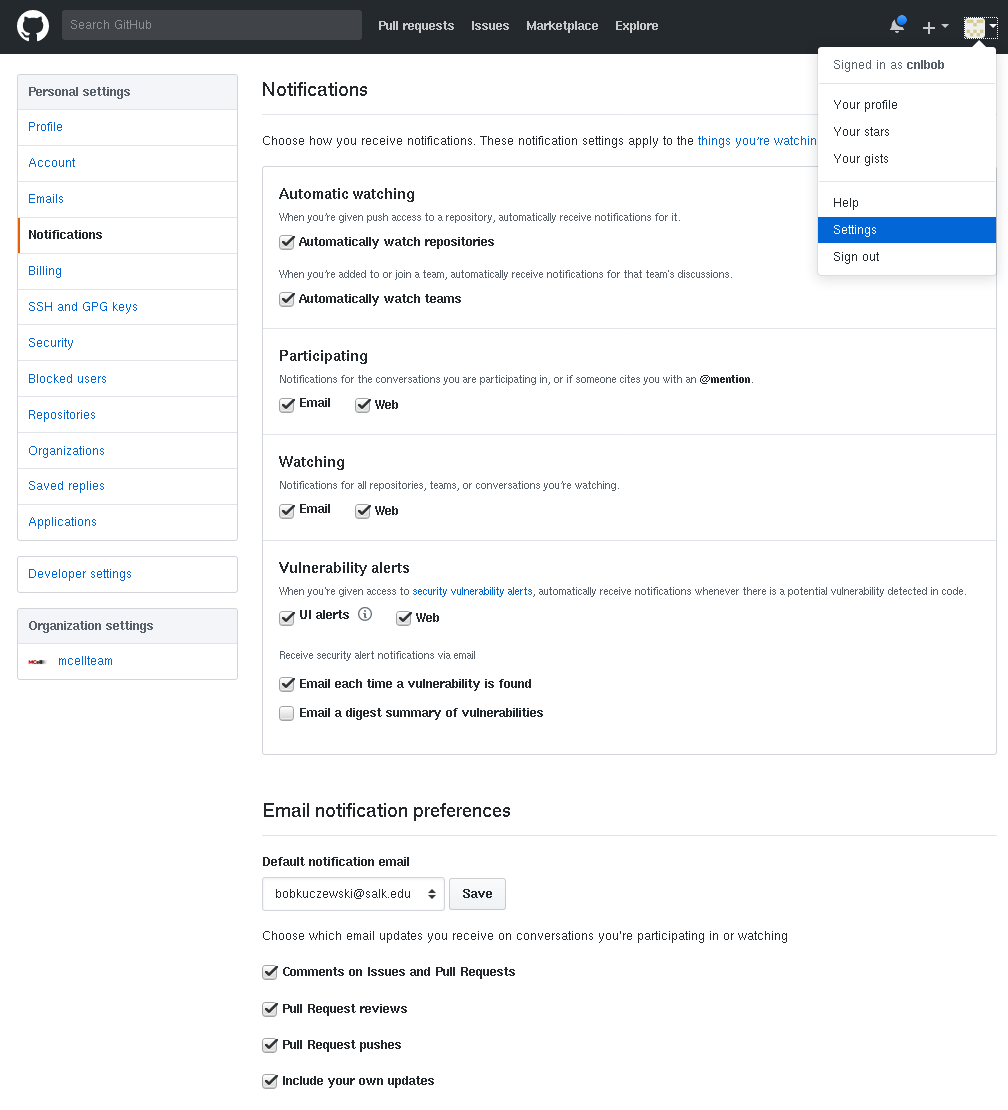 Search GitHub
Pull requests Issues Marketplace Explore
Signed in as cnlbob
Your profile
Your stars
Your gists
Help
Settings
Sign out
Personal settings
Profile
Account
Emails
Notifications
Billing
SSH and GPG keys
Security
Blocked users
Repositories
Organizations
Saved replies
Applications
Developer settings
Organization settings
mcellteam
Notifications
Choose how you receive notifications. These notification settings apply to the things you're watchin
Automatic watching
When you're given push access to a repository, automatically receive notifications for it.
Automatically watch repositories
When you're added to or join a team, automatically receive notifications for that team's discussions.
Automatically watch teams
Participating
Notifications for the conversations you are participating in, or if someone cites you with an @mention.
Email Web
Watching
Notifications for all repositories, teams, or conversations you're watching.
Email Web
Vulnerability alerts
When you're given access to security vulnerability alerts, automatically receive notifications whenever there is a potential vulnerability detected in code.
UI alerts Web
Receive security alert notifications via email
Email each time a vulnerability is found
Email a digest summary of vulnerabilities
Email notification preferences
Default notification email
bobkuczewski@salk.edu Save
Choose which email updates you receive on conversations you're participating in or watching
Comments on Issues and Pull Requests
Pull Request reviews
Pull Request pushes
Include your own updates